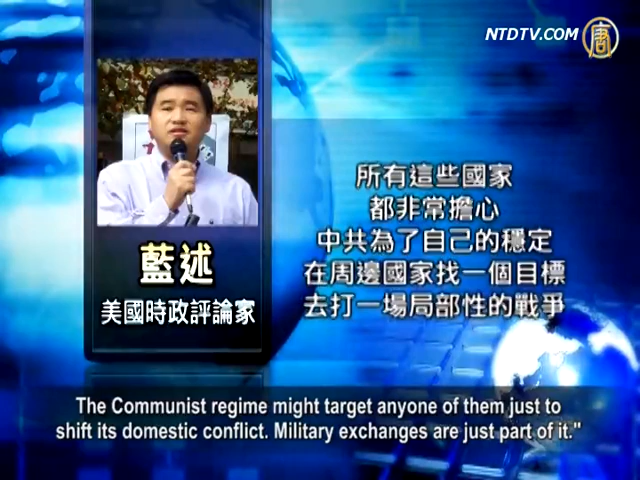 NTDTV.COM
唐
所有這些國家
都非常擔心
中共為了自己的穩定
在周邊國家找一個目標
去打一場局部性的戰爭
藍述
美國時政評論家
The Communist regime might target anyone of them just to
shift its domestic conflict. Military exchanges are just part of it."